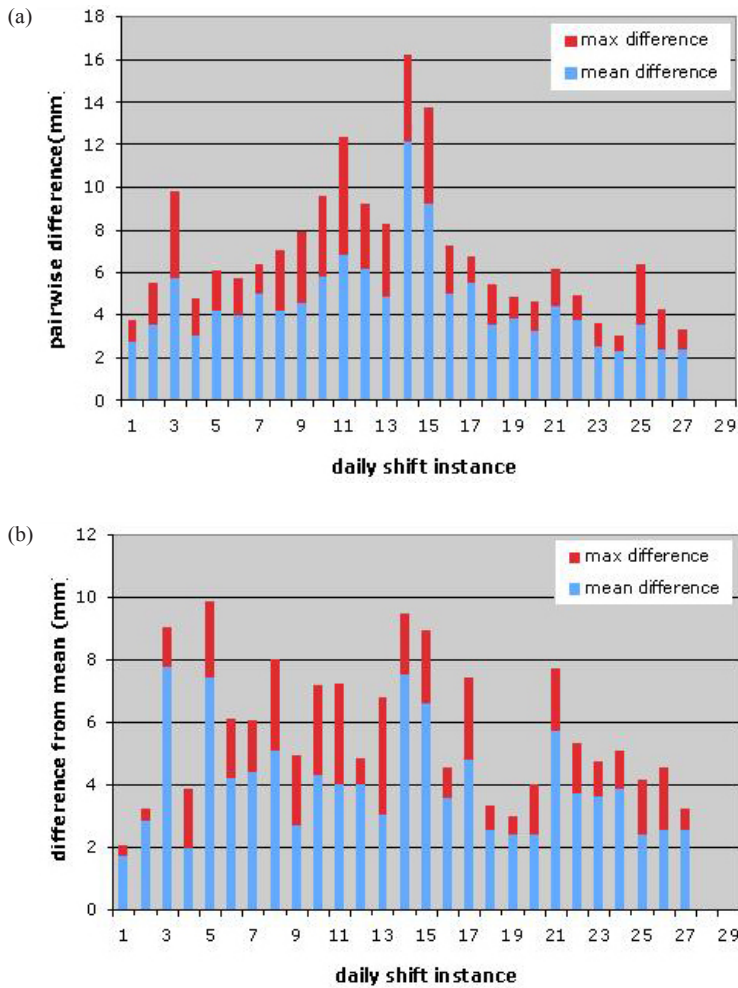 (a)
18
16
14
12
10
8
6
4
2
0
pairwise difference(mm)
max difference
mean difference
1 3 5 7 9 11 13 15 17 19 21 23 25 27 29
daily shift instance
(b)
12
10
8
6
4
2
0
difference from mean (mm)
max difference
mean difference
1 3 5 7 9 11 13 15 17 19 21 23 25 27 29
daily shift instance